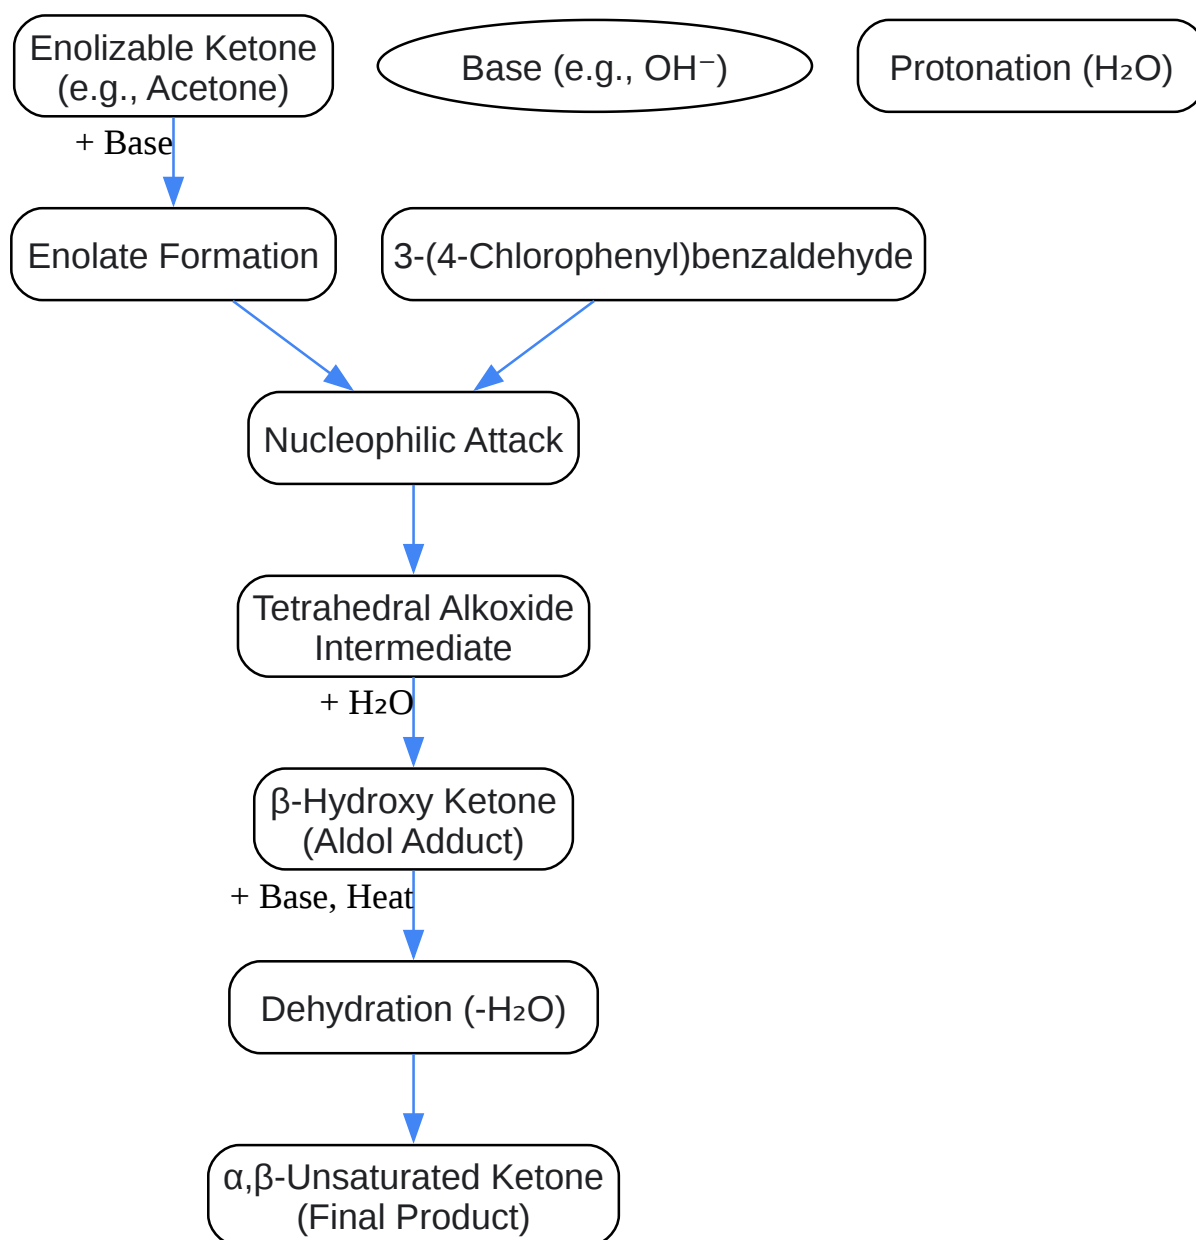 Enolizable Ketone
(e.g., Acetone)
Base (e.g., OH⁻)
Protonation (H₂O)
+ Base
Enolate Formation
3-(4-Chlorophenyl)benzaldehyde
Nucleophilic Attack
Tetrahedral Alkoxide
Intermediate
+ H₂O
β-Hydroxy Ketone
(Aldol Adduct)
+ Base, Heat
Dehydration (-H₂O)
α,β-Unsaturated Ketone
(Final Product)